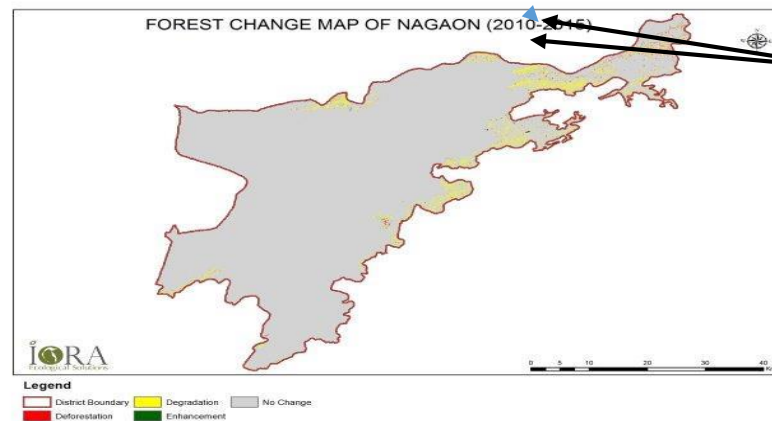 FOREST CHANGE MAP OF NAGAON (2010-2015)
IORA
Ecological Solutions
0 5 10 20 30 40
Legend
District Boundary Degradation No Change
Deforestation Enhancement